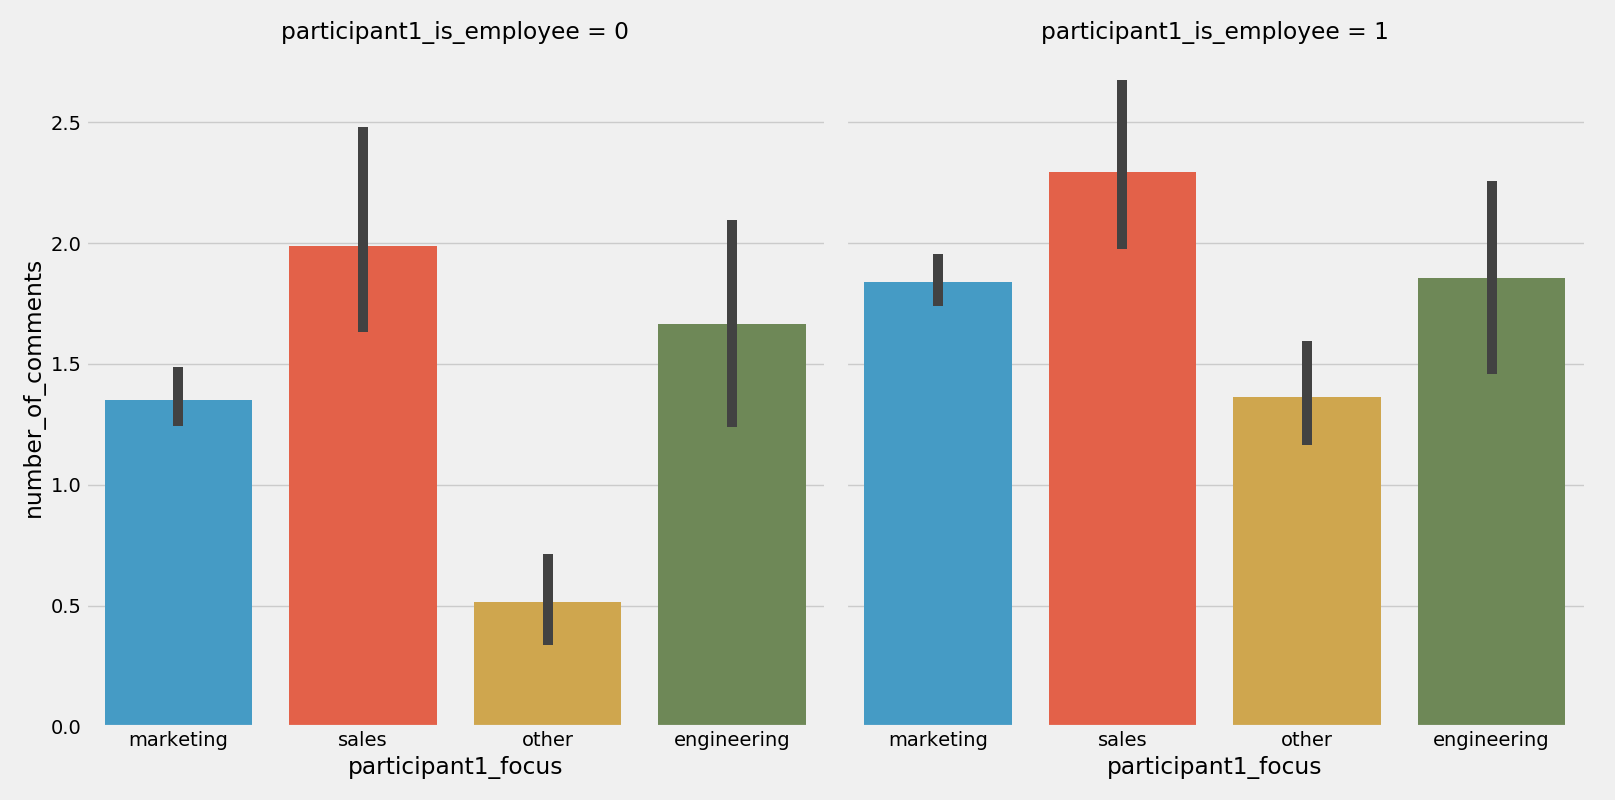 participant1_is_employee = 0
participant1_is_employee = 1
number_of_comments
2.5
2.0
1.5
1.0
0.5
0.0
marketing
sales
other
engineering
participant1_focus
marketing
sales
other
engineering
participant1_focus